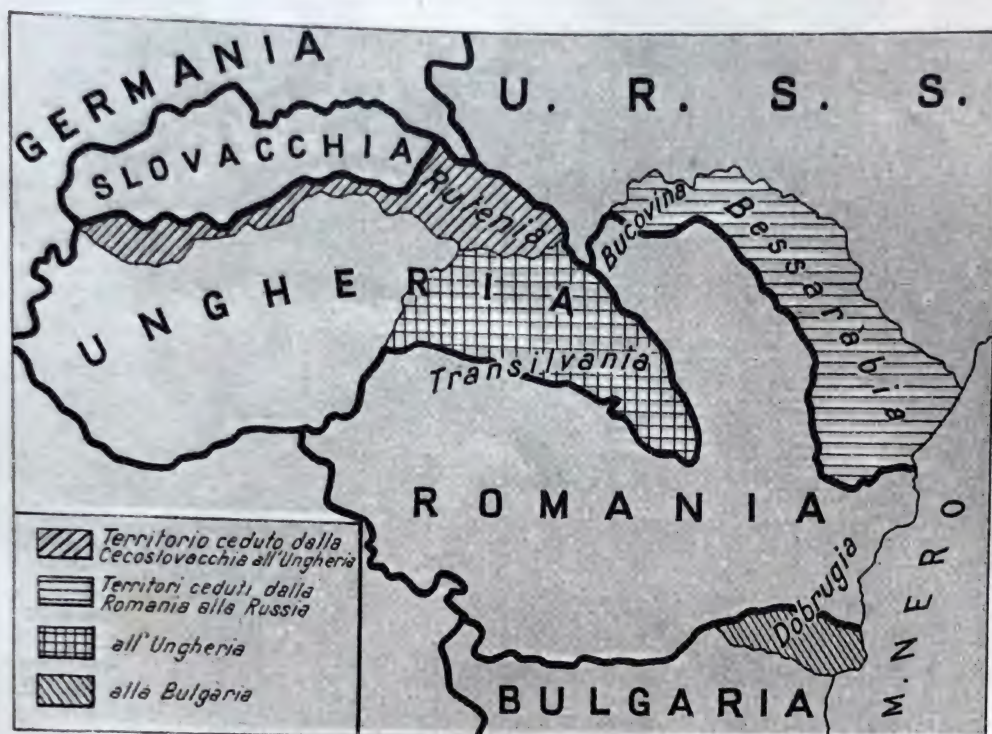 GERMANIA
U. R. S. S.
SLOVACCHIA
Rutenia
Bucovina
Bessarabia
UNGHERIA
Transilvania
ROMANIA
M. NERO
Dobrugia
BULGARIA
Territorio ceduto dalla
Cecoslovacchia all'Ungheria
Territori ceduti dalla
Romania alla Russia
all'Ungheria
alla Bulgaria